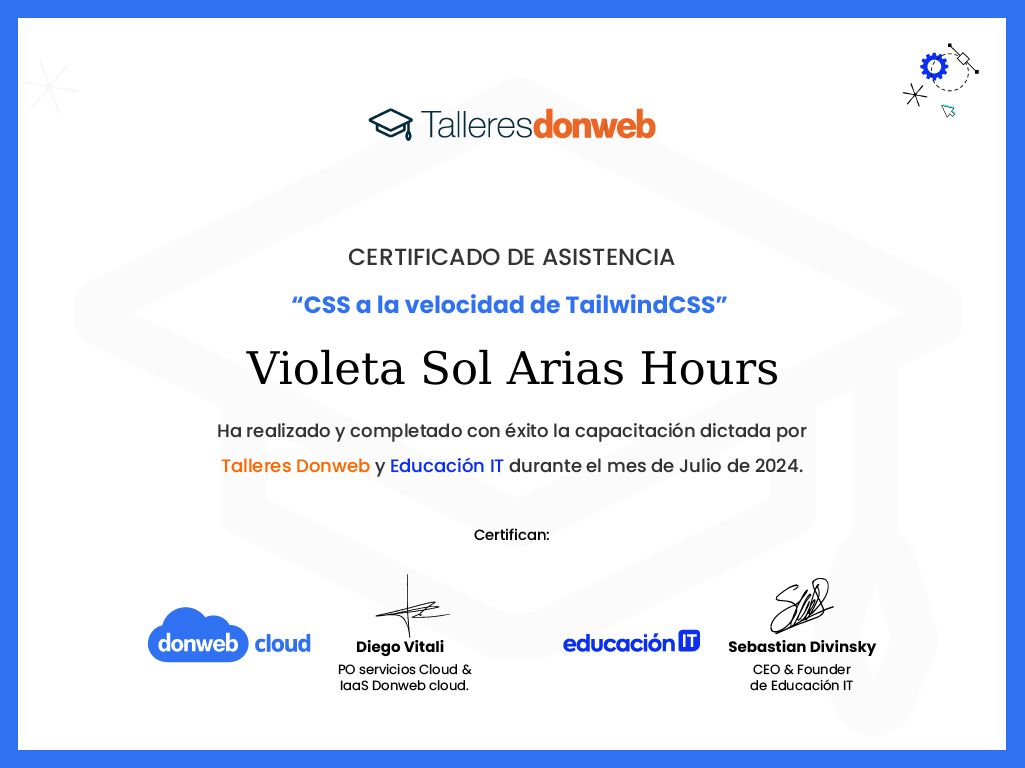 Talleresdonweb
CERTIFICADO DE ASISTENCIA
“CSS a la velocidad de TailwindCSS”
Violeta Sol Arias Hours
Ha realizado y completado con éxito la capacitación dictada por
Talleres Donweb y Educación IT durante el mes de Julio de 2024.
Certifican:
donweb cloud
Diego Vitali
PO servicios Cloud &
IaaS Donweb cloud.
educación IT
Sebastian Divinsky
CEO & Founder
de Educación IT